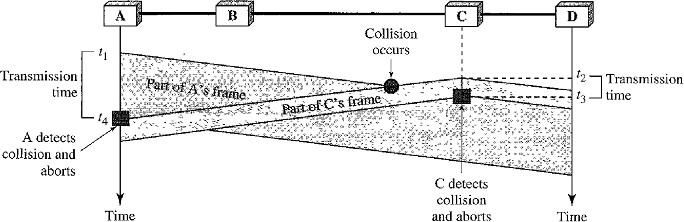 A
B
C
D
Collision
occurs
t1
t2
Transmission
time
Part of A's frame
Transmission
time
Part of C's frame
t3
t4
A detects
collision and
aborts
C detects
collision
and aborts
Time
Time